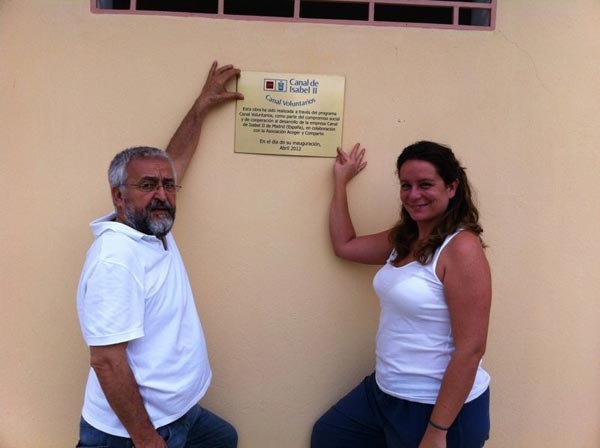 Canal de
Isabel II
Canal Voluntarios
Esta obra ha sido realizada a través del programa
Canal Voluntarios, como parte del compromiso social
y de cooperación al desarrollo de la empresa Canal
de Isabel II de Madrid (España), en colaboración
con la Asociación Acoger y Compartir.
En el día de su inauguración,
Abril 2012